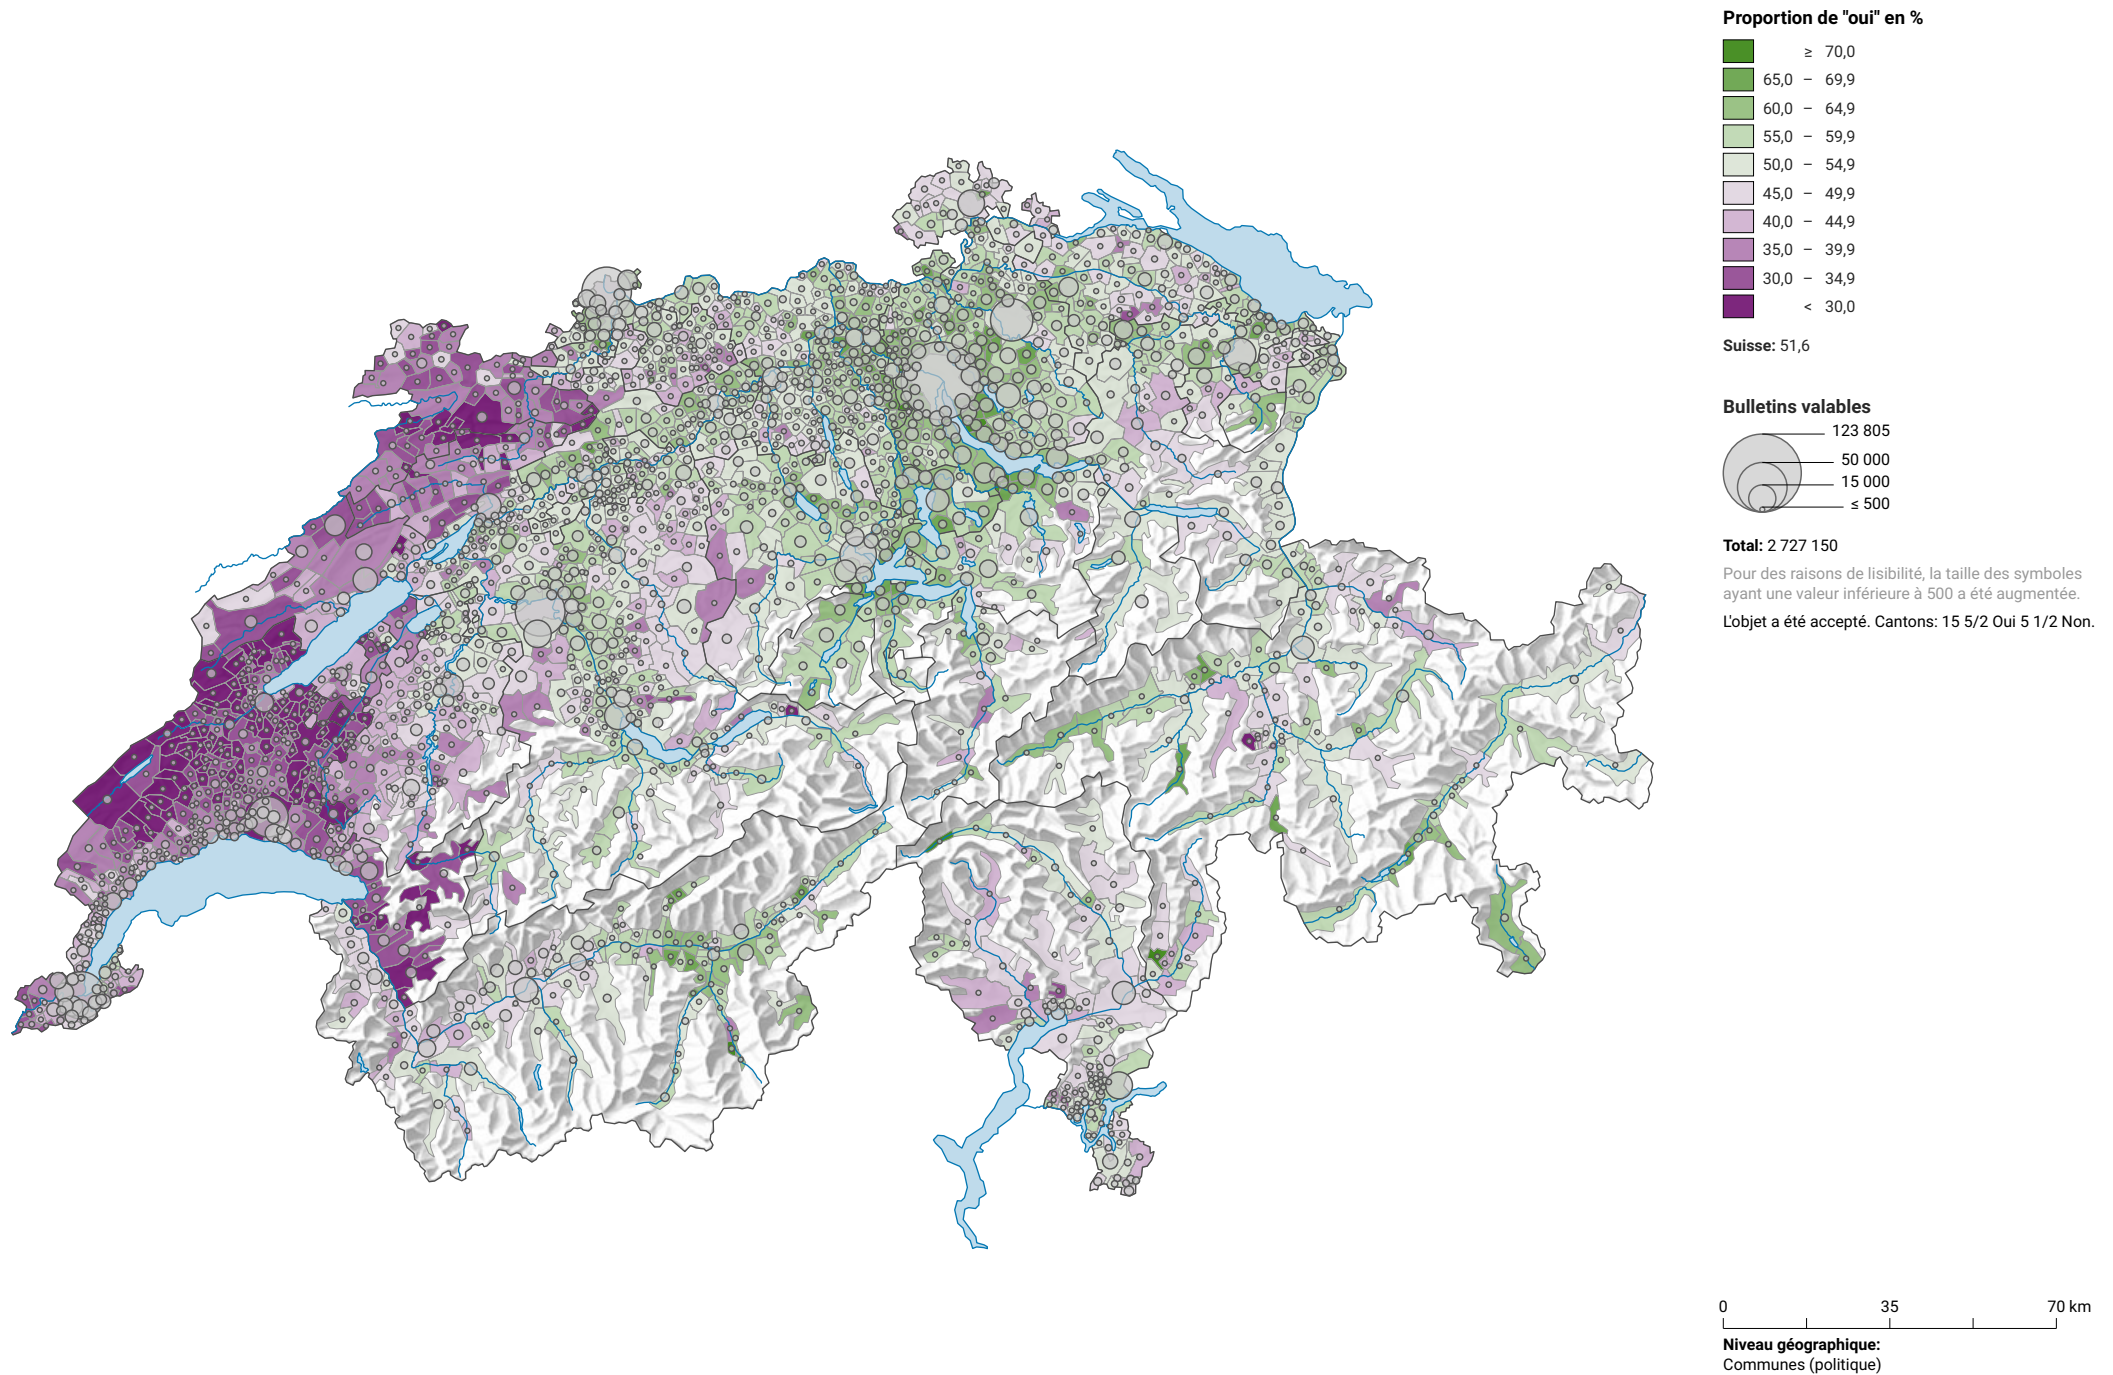 Proportion de "oui" en %
≥ 70,0
65,0 – 69,9
60,0 – 64,9
55,0 – 59,9
50,0 – 54,9
45,0 – 49,9
40,0 – 44,9
35,0 – 39,9
30,0 – 34,9
< 30,0
Suisse: 51,6
Bulletins valables
123 805
50 000
15 000
≤ 500
Total: 2 727 150
Pour des raisons de lisibilité, la taille des symboles
ayant une valeur inférieure à 500 a été augmentée.
L'objet a été accepté. Cantons: 15 5/2 Oui 5 1/2 Non.
0 35 70 km
Niveau géographique:
Communes (politique)